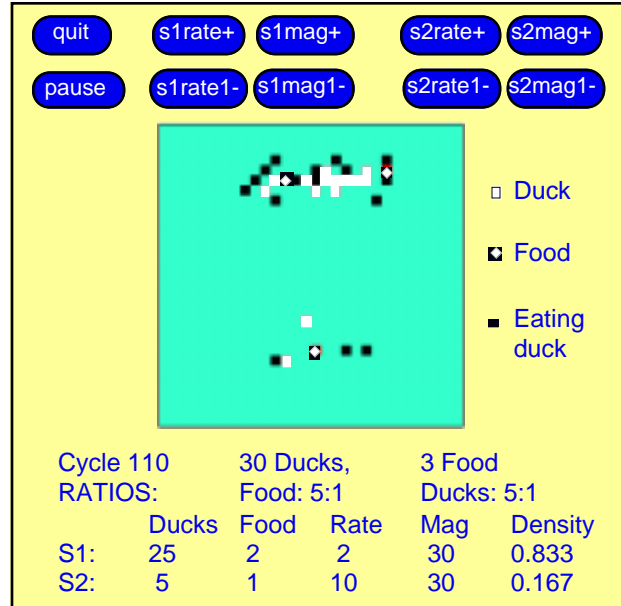 quit s1rate+ s1mag+ s2rate+ s2mag+
pause s1rate1- s1mag1- s2rate1- s2mag1-
Duck
Food
Eating
duck
Cycle 110 30 Ducks, 3 Food
RATIOS: Food: 5:1 Ducks: 5:1
Ducks Food Rate Mag Density
S1: 25 2 2 30 0.833
S2: 5 1 10 30 0.167